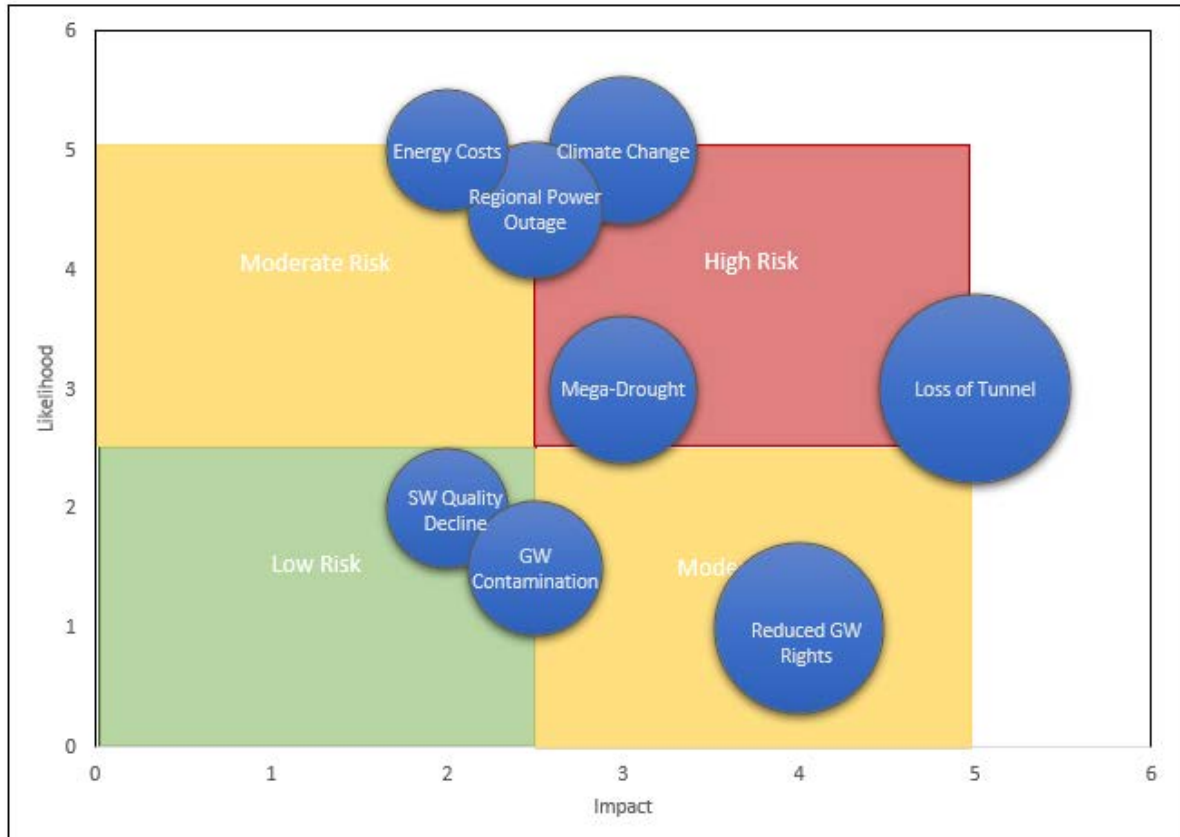 6
5
4
3
2
1
0
Likelihood
Energy Costs
Climate Change
Regional Power
Outage
Moderate Risk
High Risk
Mega-Drought
Loss of Tunnel
SW Quality
Decline
GW
Contamination
Low Risk
Mode
Reduced GW
Rights
0
1
2
3
4
5
6
Impact